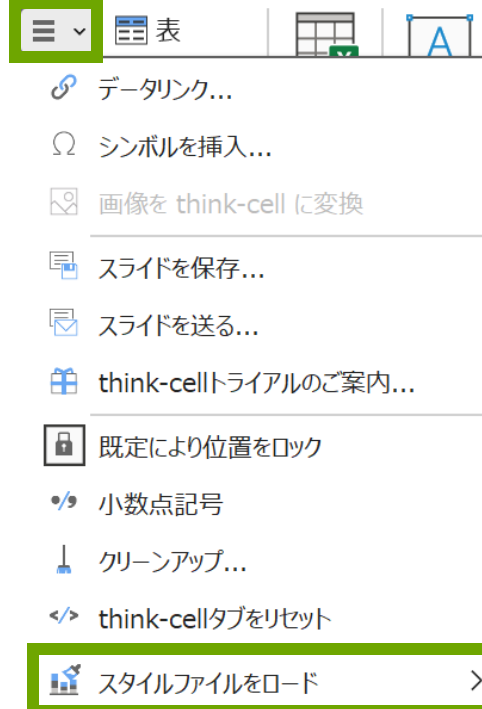 表
A
データリンク...
シンボルを挿入...
画像を think-cell に変換
スライドを保存...
スライドを送る...
think-cellトライアルのご案内...
既定により位置をロック
小数点記号
クリーンアップ...
think-cellタブをリセット
スタイルファイルをロード